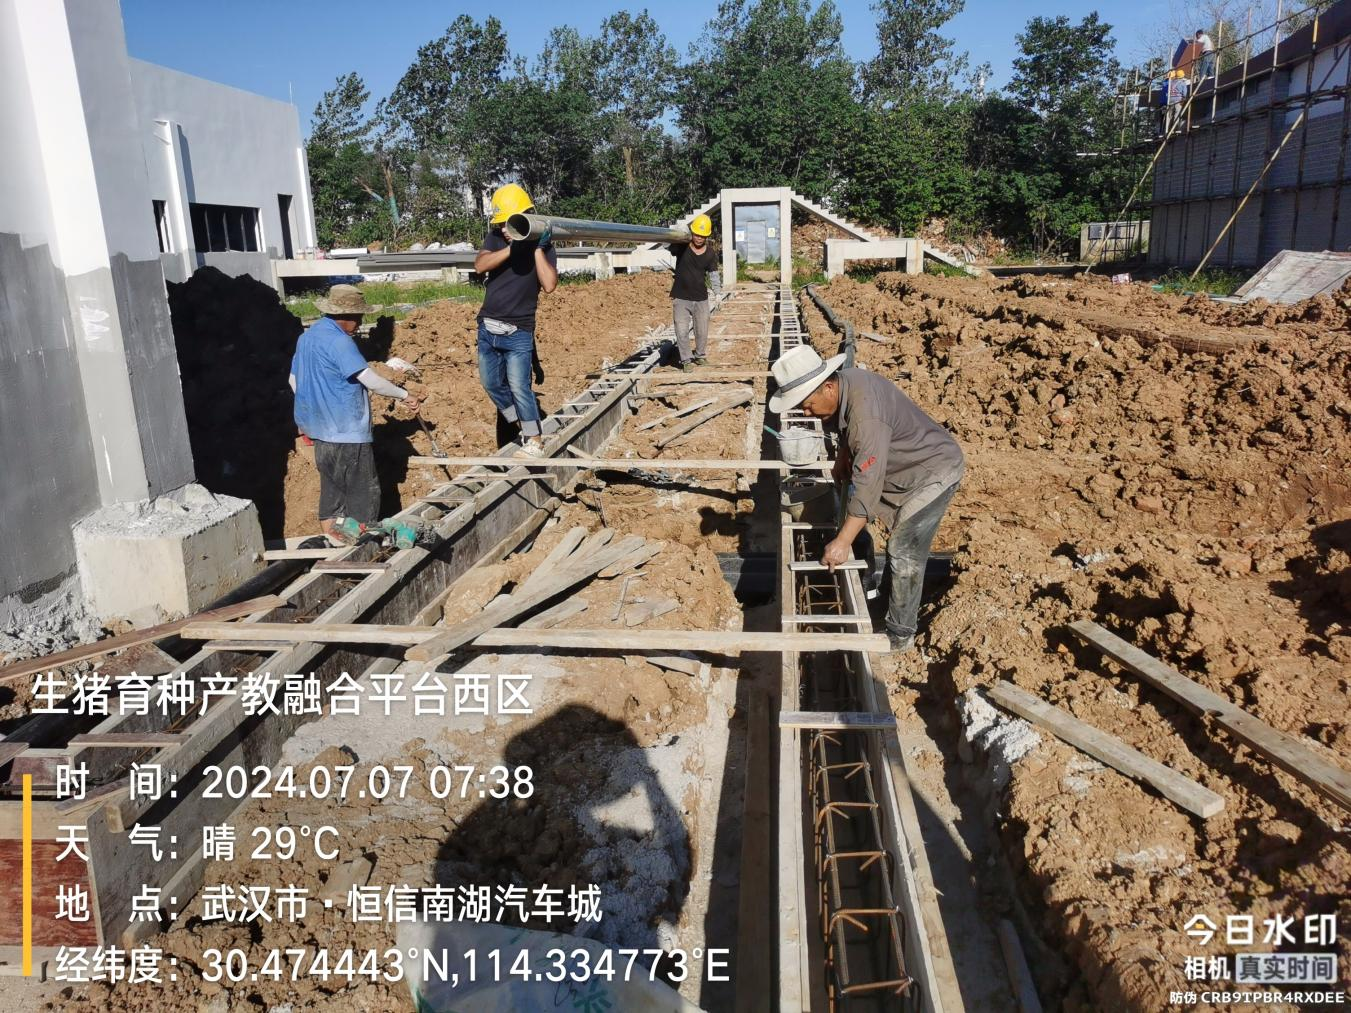 生猪育种产教融合平台西区
时 间：2024.07.07 07:38
天 气：晴 29°C
地 点：武汉市·恒信南湖汽车城
经纬度：30.474443°N,114.334773°E
今日水印
相机 真实时间
防伪 CRB9TPBR4RXDEE